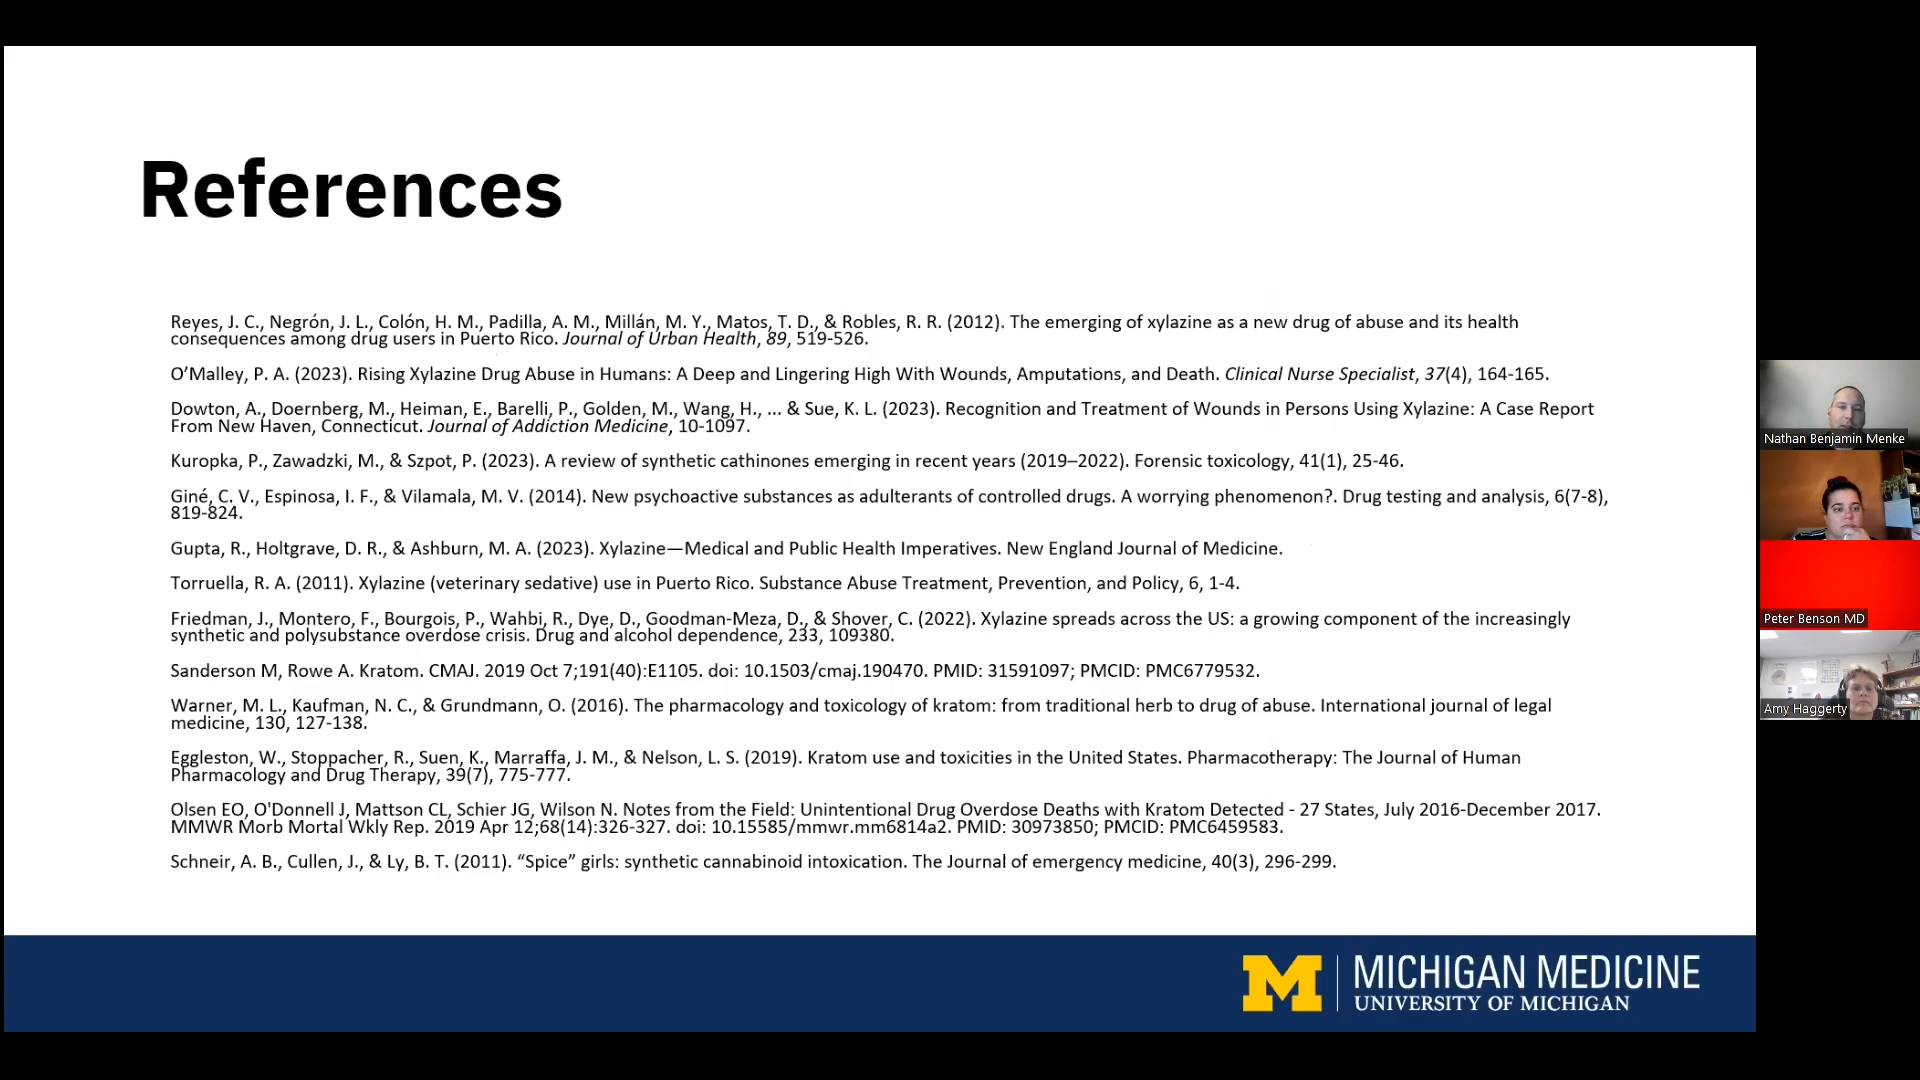 References
Reyes, J. C., Negrón, J. L., Colón, H. M., Padilla, A. M., Millán, M. Y., Matos, T. D., & Robles, R. R. (2012). The emerging of xylazine as a new drug of abuse and its health
consequences among drug users in Puerto Rico. Journal of Urban Health, 89, 519-526.
O’Malley, P. A. (2023). Rising Xylazine Drug Abuse in Humans: A Deep and Lingering High With Wounds, Amputations, and Death. Clinical Nurse Specialist, 37(4), 164-165.
Dowton, A., Doernberg, M., Heiman, E., Barelli, P., Golden, M., Wang, H., ... & Sue, K. L. (2023). Recognition and Treatment of Wounds in Persons Using Xylazine: A Case Report
From New Haven, Connecticut. Journal of Addiction Medicine, 10-1097.
Kuropka, P., Zawadzki, M., & Szpot, P. (2023). A review of synthetic cathinones emerging in recent years (2019–2022). Forensic toxicology, 41(1), 25-46.
Giné, C. V., Espinosa, I. F., & Vilamala, M. V. (2014). New psychoactive substances as adulterants of controlled drugs. A worrying phenomenon?. Drug testing and analysis, 6(7-8),
819-824.
Gupta, R., Holtgrave, D. R., & Ashburn, M. A. (2023). Xylazine—Medical and Public Health Imperatives. New England Journal of Medicine.
Torruella, R. A. (2011). Xylazine (veterinary sedative) use in Puerto Rico. Substance Abuse Treatment, Prevention, and Policy, 6, 1-4.
Friedman, J., Montero, F., Bourgois, P., Wahbi, R., Dye, D., Goodman-Meza, D., & Shover, C. (2022). Xylazine spreads across the US: a growing component of the increasingly
synthetic and polysubstance overdose crisis. Drug and alcohol dependence, 233, 109380.
Sanderson M, Rowe A. Kratom. CMAJ. 2019 Oct 7;191(40):E1105. doi: 10.1503/cmaj.190470. PMID: 31591097; PMCID: PMC6779532.
Warner, M. L., Kaufman, N. C., & Grundmann, O. (2016). The pharmacology and toxicology of kratom: from traditional herb to drug of abuse. International journal of legal
medicine, 130, 127-138.
Eggleston, W., Stoppacher, R., Suen, K., Marraffa, J. M., & Nelson, L. S. (2019). Kratom use and toxicities in the United States. Pharmacotherapy: The Journal of Human
Pharmacology and Drug Therapy, 39(7), 775-777.
Olsen EO, O'Donnell J, Mattson CL, Schier JG, Wilson N. Notes from the Field: Unintentional Drug Overdose Deaths with Kratom Detected - 27 States, July 2016-December 2017.
MMWR Morb Mortal Wkly Rep. 2019 Apr 12;68(14):326-327. doi: 10.15585/mmwr.mm6814a2. PMID: 30973850; PMCID: PMC6459583.
Schneir, A. B., Cullen, J., & Ly, B. T. (2011). “Spice” girls: synthetic cannabinoid intoxication. The Journal of emergency medicine, 40(3), 296-299.
M
MICHIGAN MEDICINE
UNIVERSITY OF MICHIGAN
Nathan Benjamin Menke
Peter Benson MD
Amy Haggerty